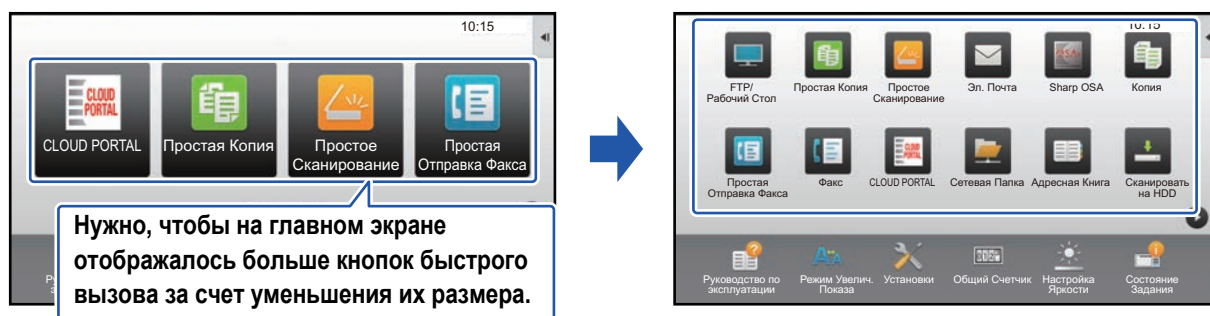 10:15
CLOUD
PORTAL
CLOUD PORTAL
Простая Копия
Простое
Сканирование
Простая
Отправка Факса
Нужно, чтобы на главном экране
отображалось больше кнопок быстрого
вызова за счет уменьшения их размера.
10:15
FTP/
Рабочий Стол
Простая Копия
Простое
Сканирование
Эл. Почта
Sharp OSA
Копия
Простая
Отправка Факса
Факс
CLOUD PORTAL
Сетевая Папка
Адресная Книга
Сканировать
на HDD
Руководство по
эксплуатации
Режим Увелич.
Показа
Установки
Общий Счетчик
Настройка
Яркости
Состояние
Задания